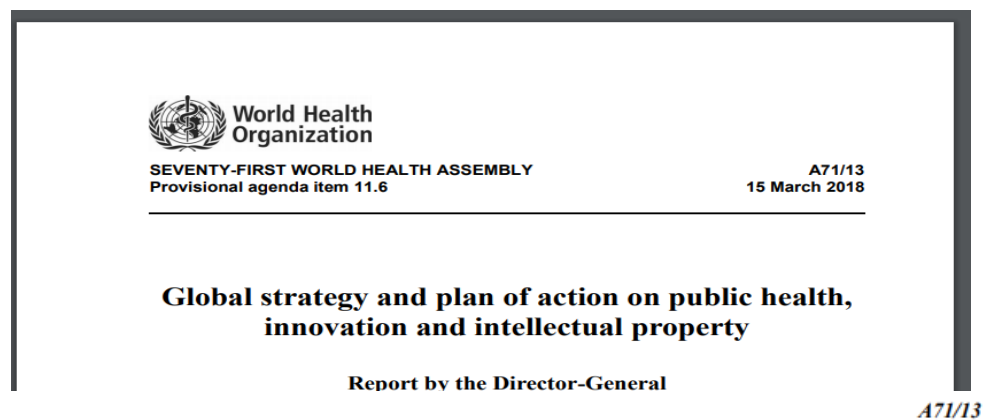 World Health
Organization
SEVENTY-FIRST WORLD HEALTH ASSEMBLY A71/13
Provisional agenda item 11.6 15 March 2018
Global strategy and plan of action on public health,
innovation and intellectual property
Report by the Director-General
A71/13